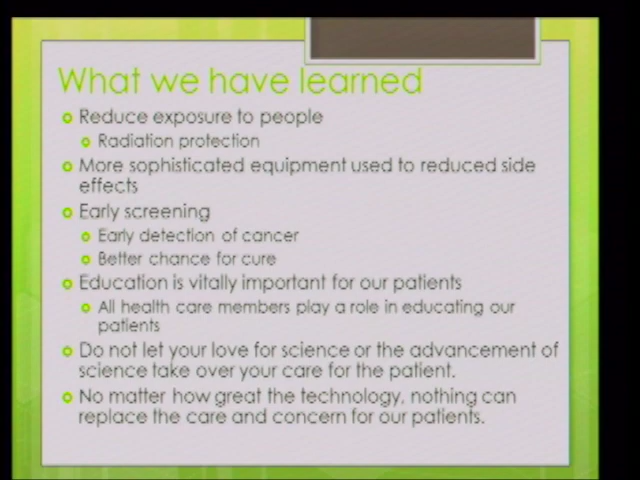 What we have learned
Reduce exposure to people
Radiation protection
More sophisticated equipment used to reduced side
effects
Early screening
Early detection of cancer
Better chance for cure
Education is vitally important for our patients
All health care members play a role in educating our
patients
Do not let your love for science or the advancement of
science take over your care for the patient.
No matter how great the technology, nothing can
replace the care and concern for our patients.